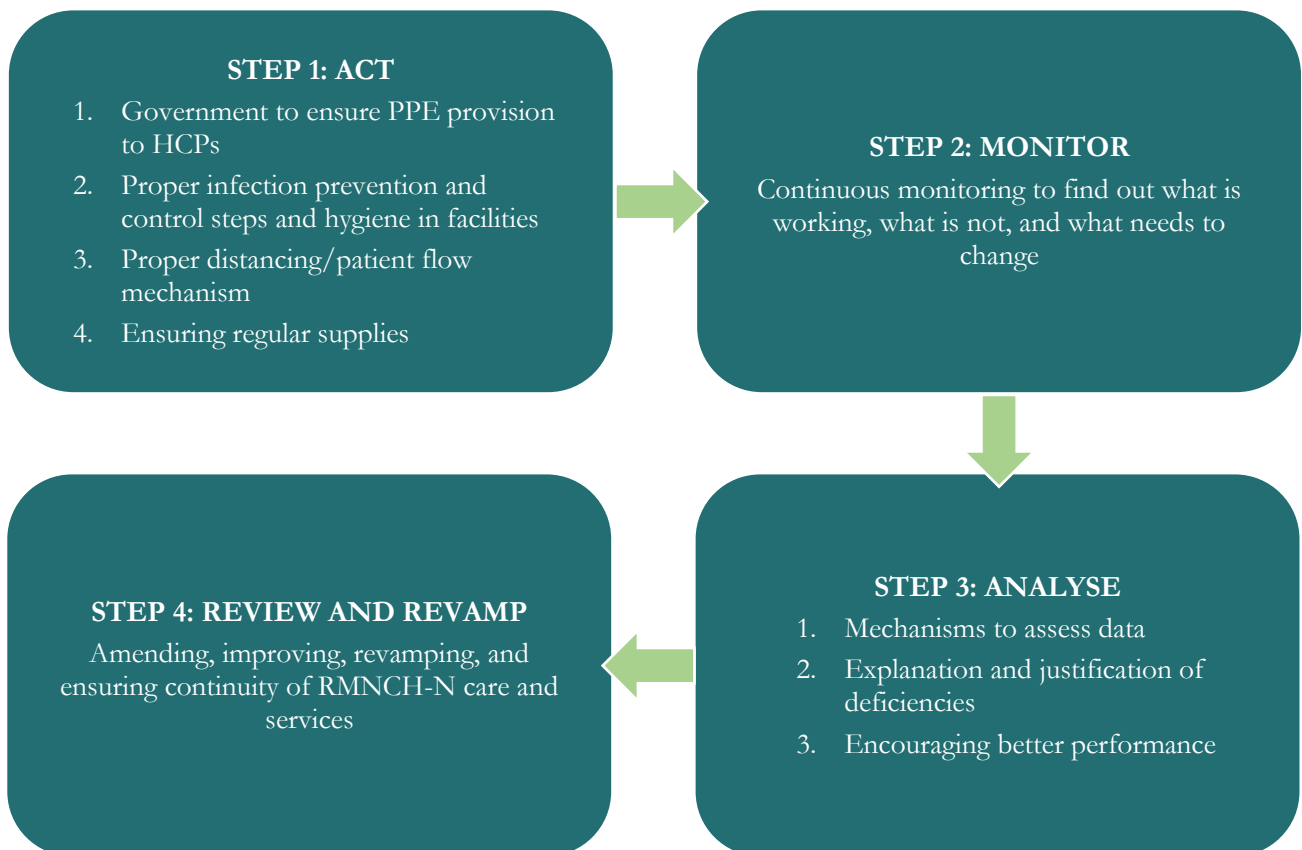 STEP 1: ACT
1. Government to ensure PPE provision
to HCPs
2. Proper infection prevention and
control steps and hygiene in facilities
3. Proper distancing/patient flow
mechanism
4. Ensuring regular supplies
STEP 2: MONITOR
Continuous monitoring to find out what is
working, what is not, and what needs to
change
STEP 3: ANALYSE
1. Mechanisms to assess data
2. Explanation and justification of
deficiencies
3. Encouraging better performance
STEP 4: REVIEW AND REVAMP
Amending, improving, revamping, and
ensuring continuity of RMNCH-N care and
services